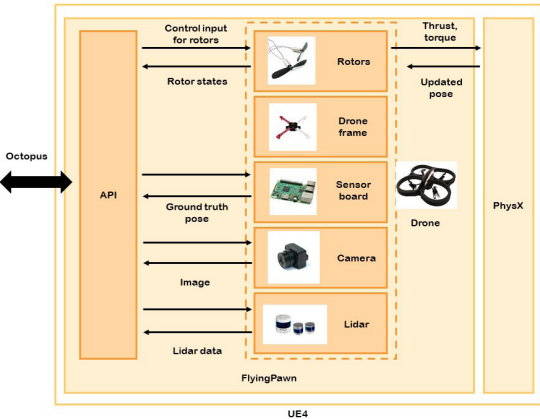 Control input
for rotors
Thrust,
torque
Rotors
Rotor states
Updated
pose
Drone
frame
Octopus
API
Sensor
board
PhysX
Ground truth
pose
Drone
Camera
Image
Lidar
Lidar data
FlyingPawn
UE4